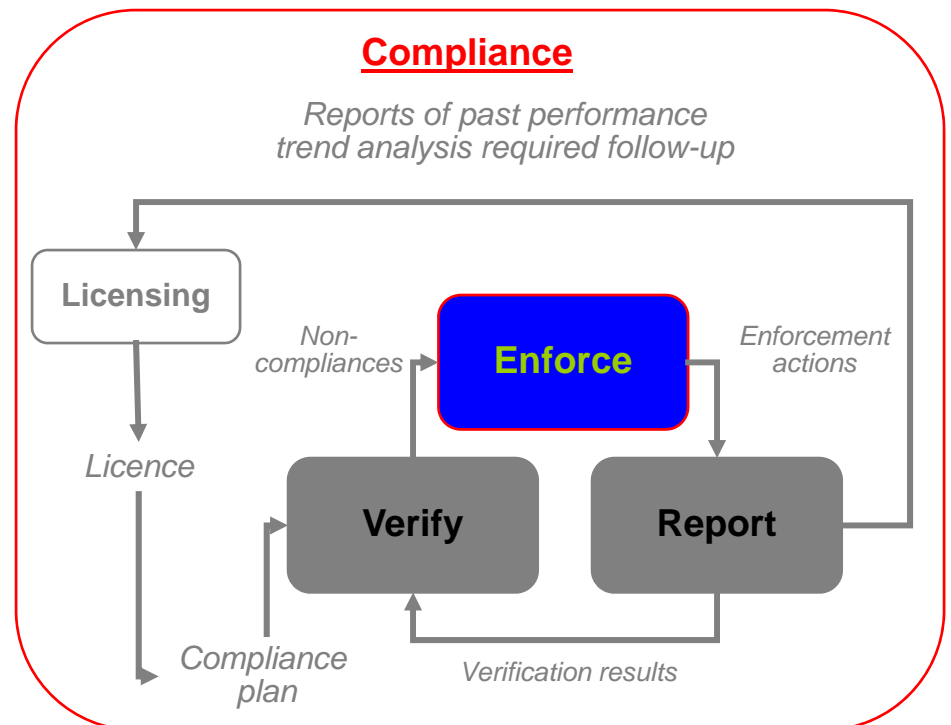 Compliance
Reports of past performance
trend analysis required follow-up
Licensing
Non-
compliances
Enforce
Enforcement
actions
Licence
Verify
Report
Compliance
plan
Verification results